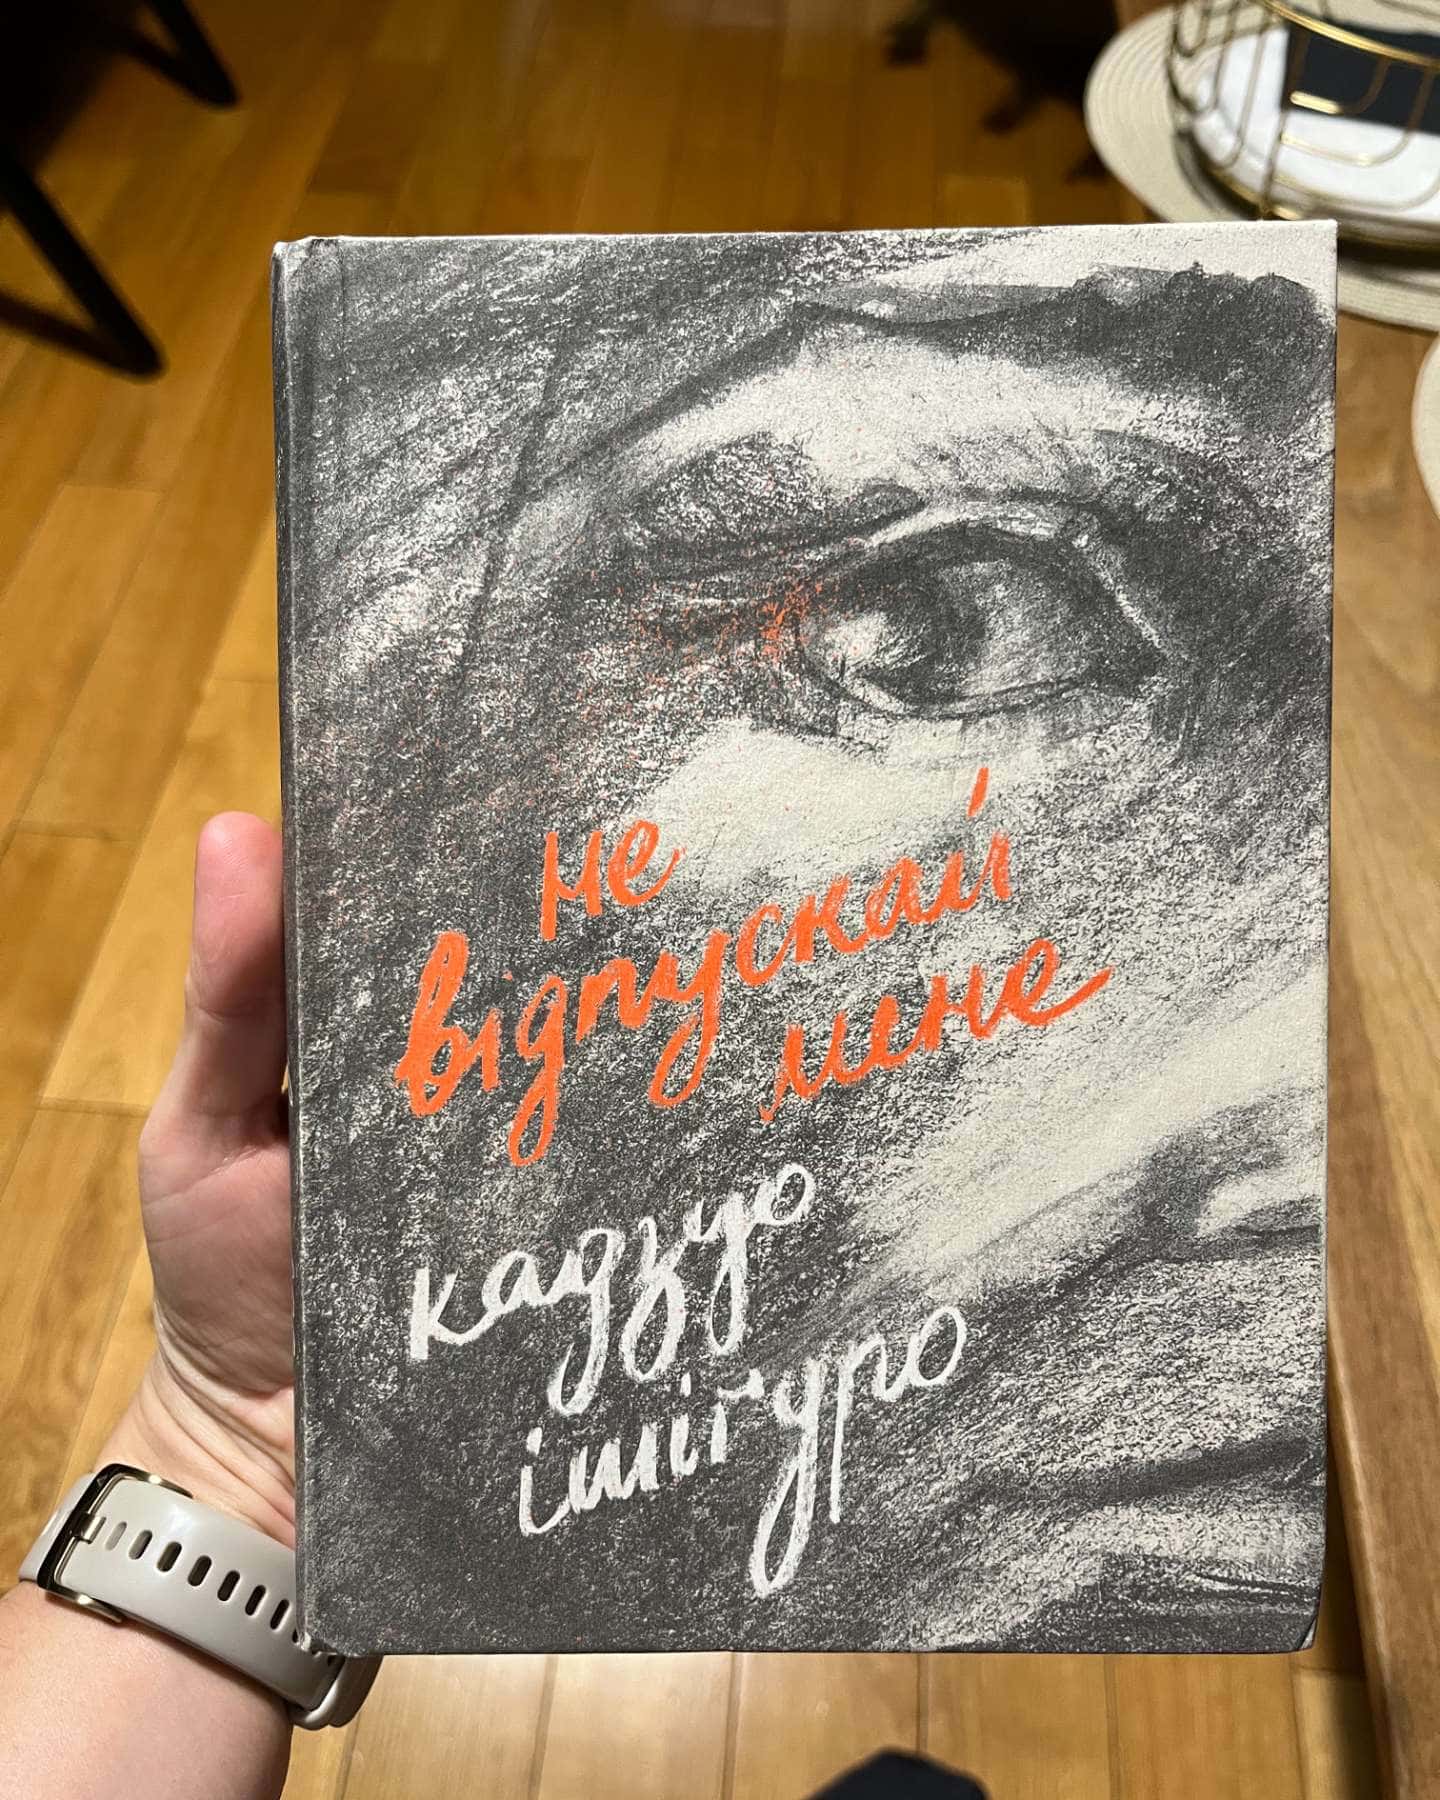 не
відпускай
мене
кадзуо
ішіґуро